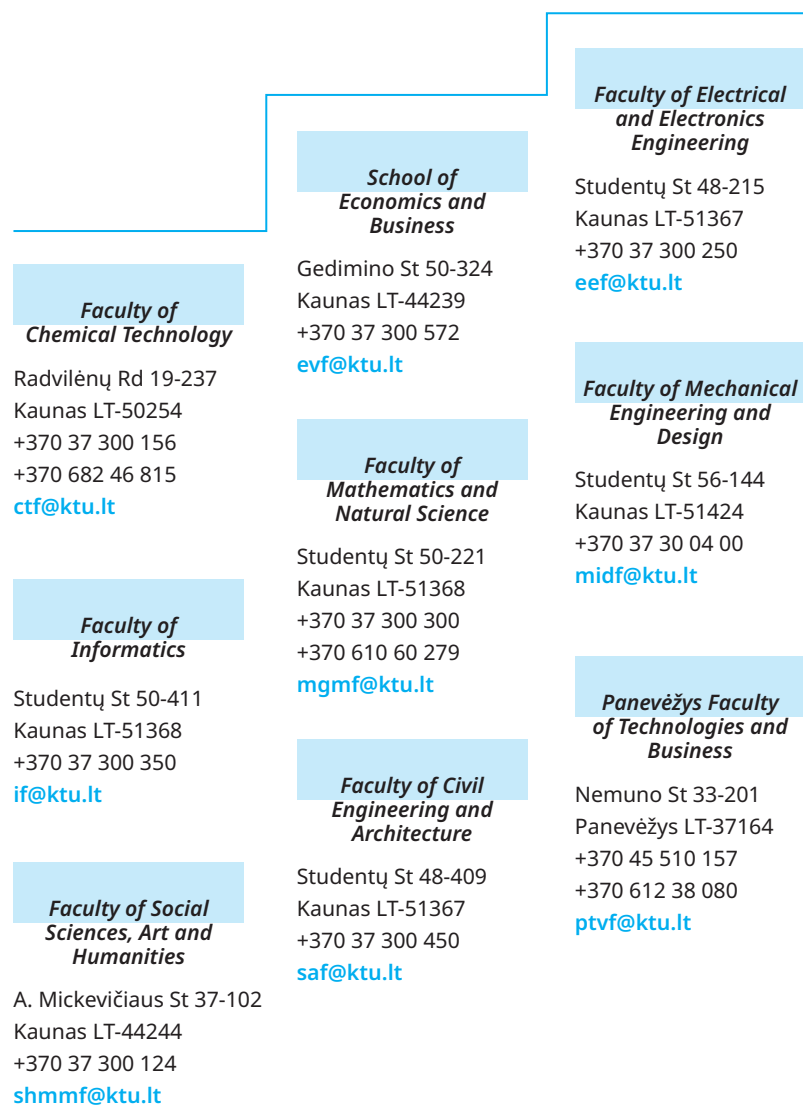 Faculty of
Chemical Technology
Radvilėnų Rd 19-237
Kaunas LT-50254
+370 37 300 156
+370 682 46 815
ctf@ktu.lt
Faculty of
Informatics
Studentų St 50-411
Kaunas LT-51368
+370 37 300 350
if@ktu.lt
Faculty of Social
Sciences, Art and
Humanities
A. Mickevičiaus St 37-102
Kaunas LT-44244
+370 37 300 124
shmmf@ktu.lt
School of
Economics and
Business
Gedimino St 50-324
Kaunas LT-44239
+370 37 300 572
evf@ktu.lt
Faculty of
Mathematics and
Natural Science
Studentų St 50-221
Kaunas LT-51368
+370 37 300 300
+370 610 60 279
mgmf@ktu.lt
Faculty of Civil
Engineering and
Architecture
Studentų St 48-409
Kaunas LT-51367
+370 37 300 450
saf@ktu.lt
Faculty of Electrical
and Electronics
Engineering
Studentų St 48-215
Kaunas LT-51367
+370 37 300 250
eef@ktu.lt
Faculty of Mechanical
Engineering and
Design
Studentų St 56-144
Kaunas LT-51424
+370 37 30 04 00
midf@ktu.lt
Panevėžys Faculty
of Technologies and
Business
Nemuno St 33-201
Panevėžys LT-37164
+370 45 510 157
+370 612 38 080
ptvf@ktu.lt